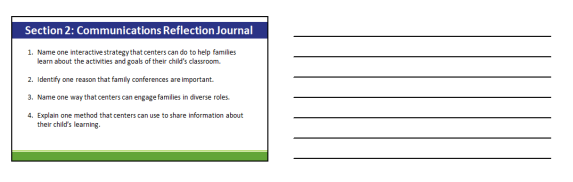 Section 2: Communications Reflection Journal
1. Name one interactive strategy that centers can do to help families
learn about the activities and goals of their child's classroom.
2. Identify one reason that family conferences are important.
3. Name one way that centers can engage families in diverse roles.
4. Explain one method that centers can use to share information about
their child's learning.